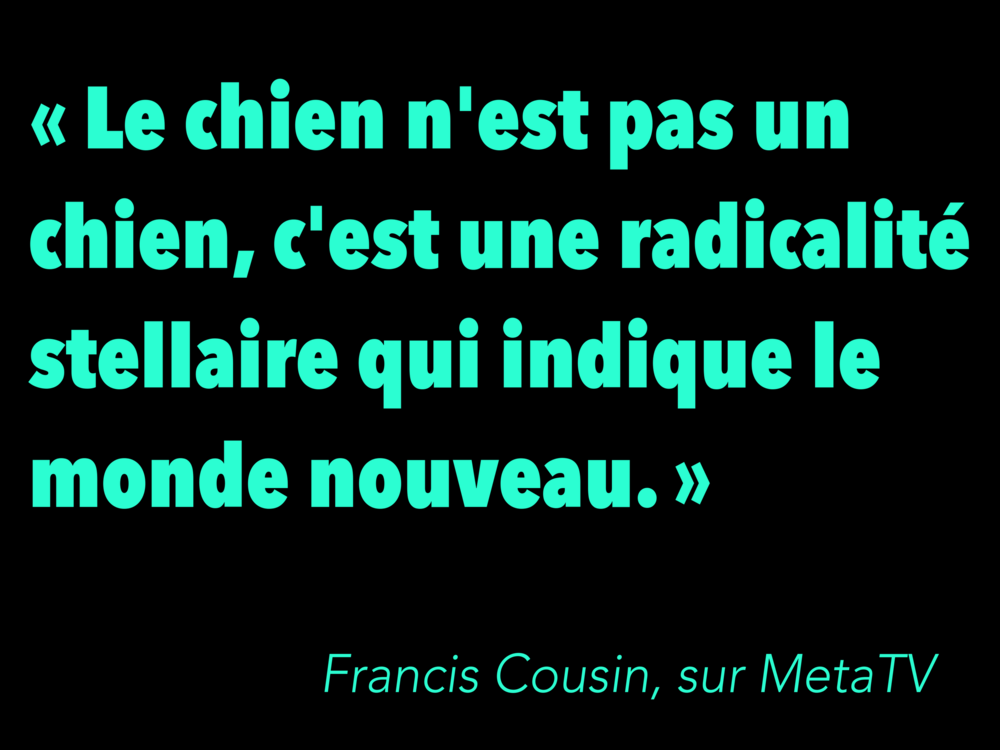 « Le chien n'est pas un
chien, c'est une radicalité
stellaire qui indique le
monde nouveau. »
Francis Cousin, sur MetaTV